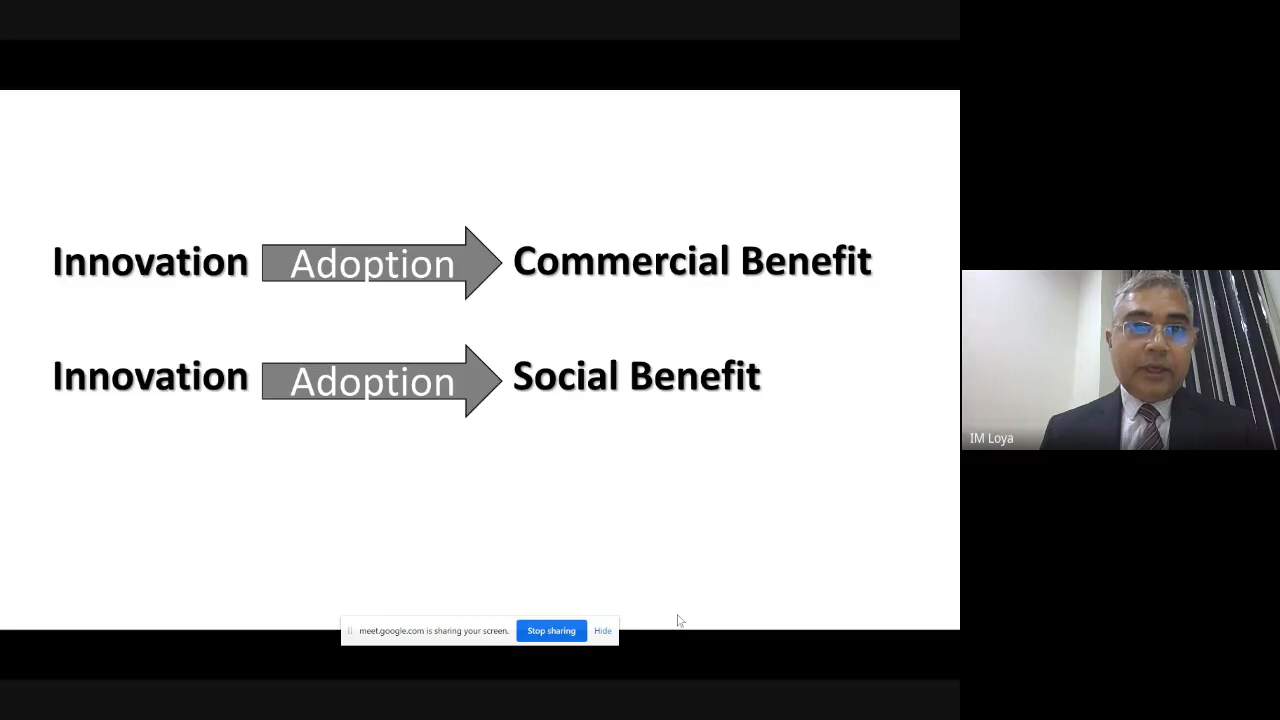 Innovation Adoption Commercial Benefit
Innovation Adoption Social Benefit
IM Loya
meet.google.com is sharing your screen. Stop sharing Hide